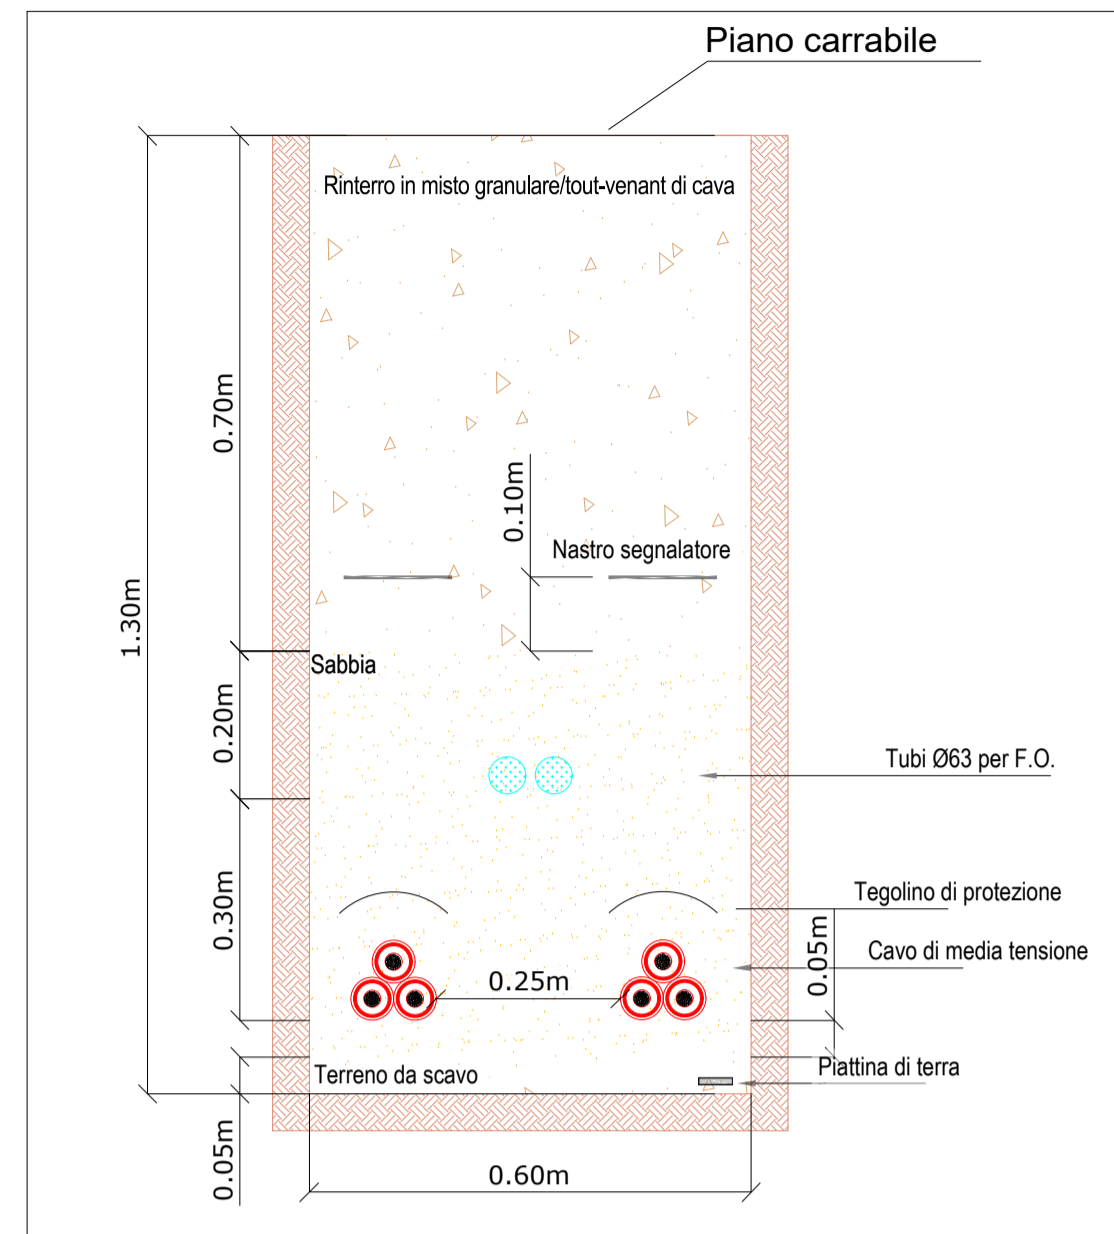 Piano carrabile
Rinterro in misto granulare/tout-venant di cava
0.70m
0.10m
Nastro segnalatore
1.30m
Sabbia
0.20m
Tubi Ø63 per F.O.
0.30m
Tegolino di protezione
0.05m
Cavo di media tensione
0.25m
Terreno da scavo
Piattina di terra
0.05m
0.60m